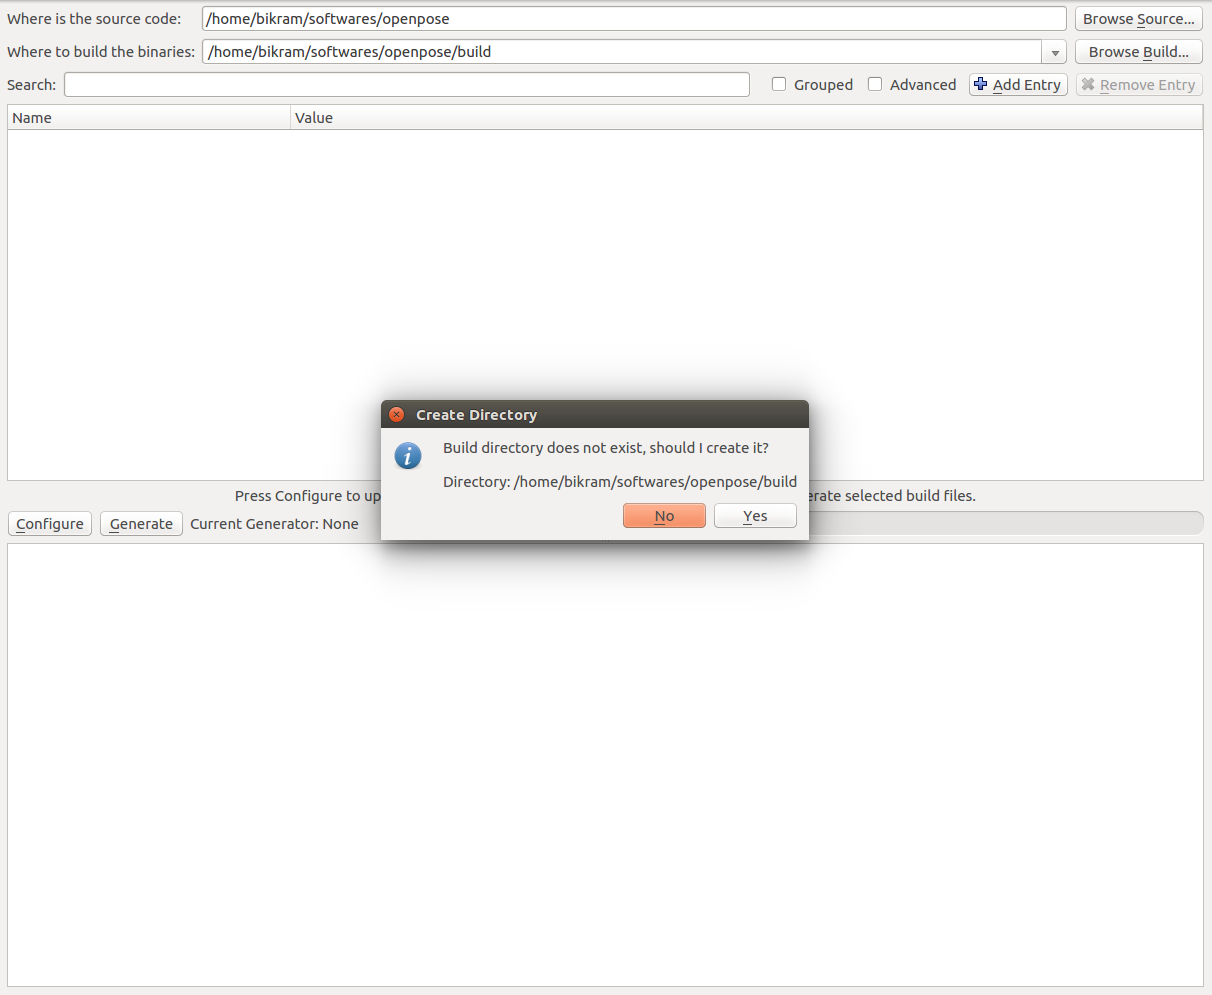 Where is the source code: /home/bikram/softwares/openpose Browse Source...
Where to build the binaries: /home/bikram/softwares/openpose/build Browse Build...
Search: Grouped Advanced Add Entry Remove Entry
Name Value
Create Directory
Build directory does not exist, should I create it?
Directory: /home/bikram/softwares/openpose/build
No Yes
Press Configure to selected build files.
Configure Generate Current Generator: None